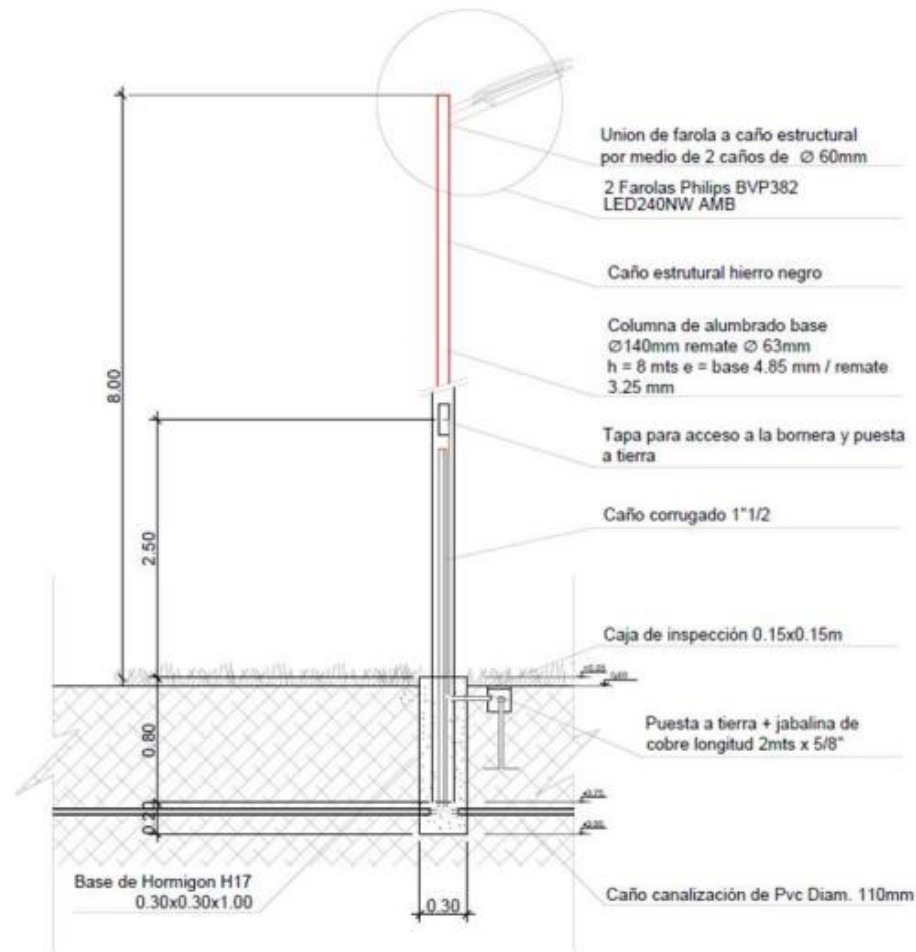 Union de farola a caño estructural
por medio de 2 caños de Ø 60mm
2 Farolas Philips BVP382
LED240NW AMB
Caño estrutural hierro negro
Columna de alumbrado base
Ø140mm remate Ø 63mm
h = 8 mts e = base 4.85 mm / remate
3.25 mm
8.00
Tapa para acceso a la bornera y puesta
a tierra
Caño corrugado 1"1/2
2.50
Caja de inspección 0.15x0.15m
Puesta a tierra + jabalina de
cobre longitud 2mts x 5/8"
0.80
Base de Hormigon H17
0.30x0.30x1.00
0.30
Caño canalización de Pvc Diam. 110mm